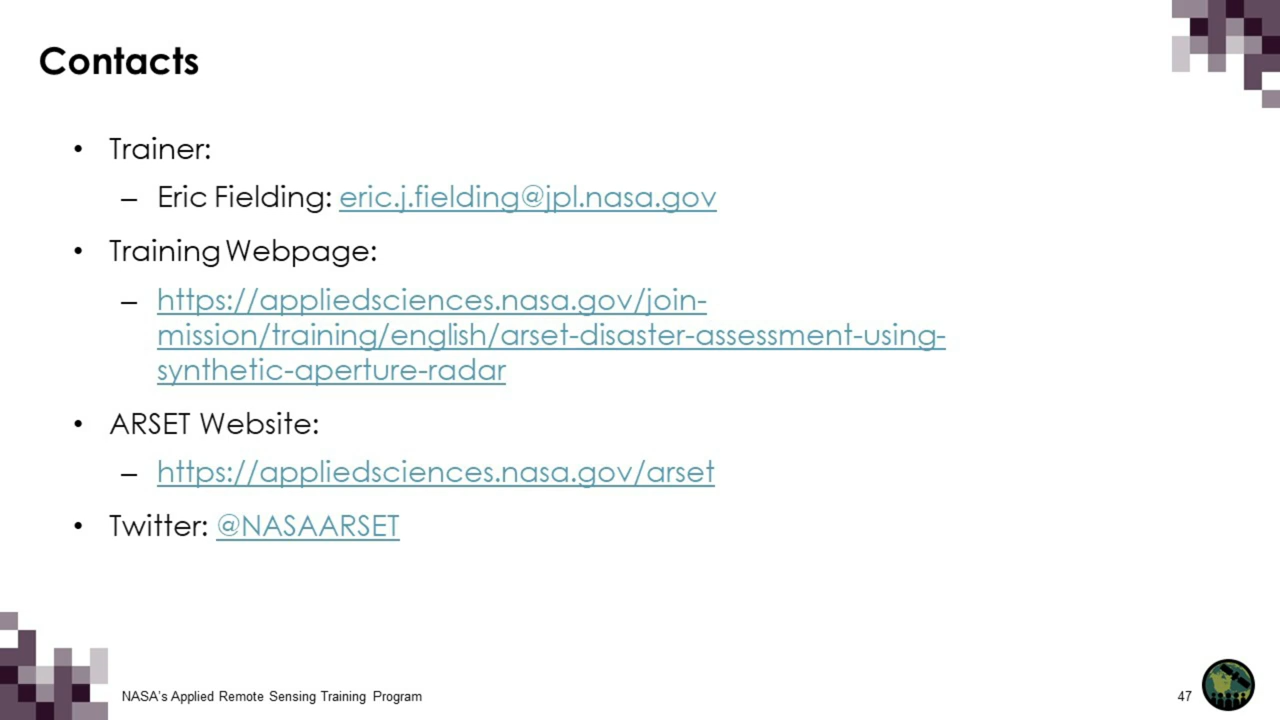 Contacts
• Trainer:
– Eric Fielding: eric.j.fielding@jpl.nasa.gov
• Training Webpage:
– https://appliedsciences.nasa.gov/join-
mission/training/english/arset-disaster-assessment-using-
synthetic-aperture-radar
• ARSET Website:
– https://appliedsciences.nasa.gov/arset
• Twitter: @NASAARSET
NASA's Applied Remote Sensing Training Program
47